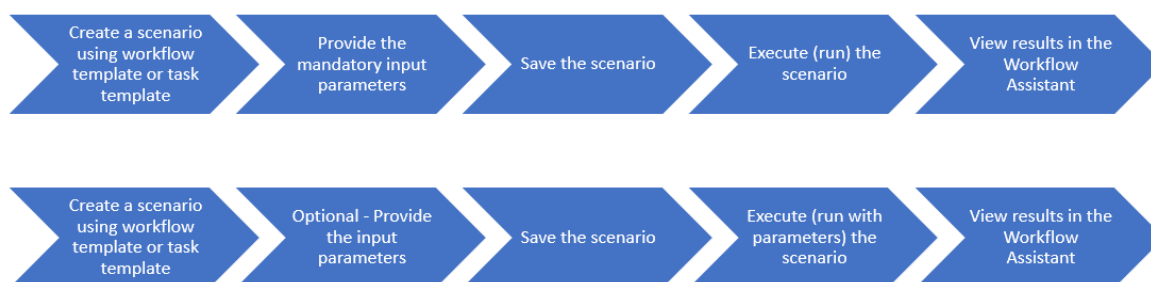 Create a scenario
using workflow
template or task
template
Provide the
mandatory input
parameters
Save the scenario
Execute (run) the
scenario
View results in the
Workflow
Assistant
Create a scenario
using workflow
template or task
template
Optional - Provide
the input
parameters
Save the scenario
Execute (run with
parameters) the
scenario
View results in the
Workflow
Assistant